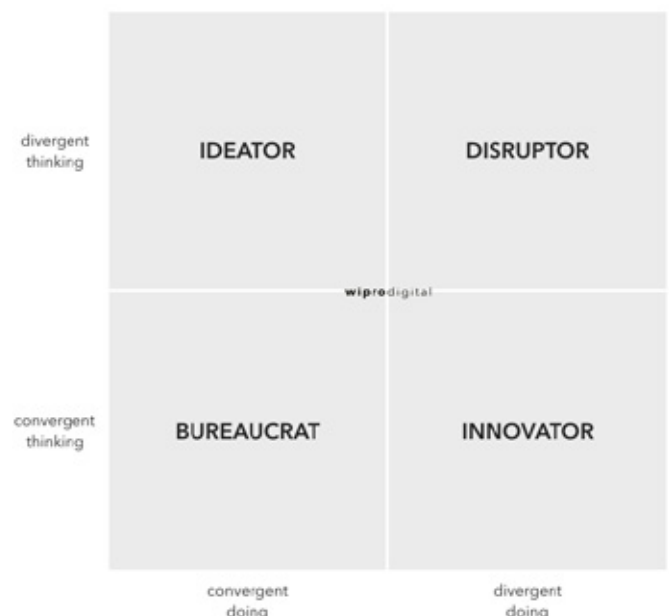 divergent
thinking
IDEATOR
DISRUPTOR
wiprodigital
convergent
thinking
BUREAUCRAT
INNOVATOR
convergent
doing
divergent
doing